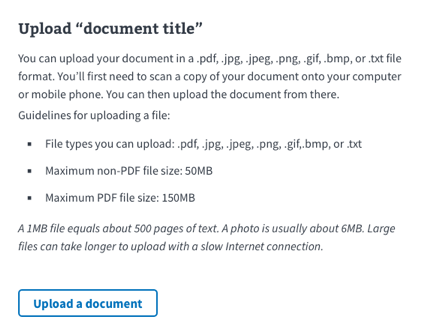 Upload “document title”
You can upload your document in a .pdf, .jpg, .jpeg, .png, .gif, .bmp, or .txt file
format. You’ll first need to scan a copy of your document onto your computer
or mobile phone. You can then upload the document from there.
Guidelines for uploading a file:
▪ File types you can upload: .pdf, .jpg, .jpeg, .png, .gif,.bmp, or .txt
▪ Maximum non-PDF file size: 50MB
▪ Maximum PDF file size: 150MB
A 1MB file equals about 500 pages of text. A photo is usually about 6MB. Large
files can take longer to upload with a slow Internet connection.
Upload a document